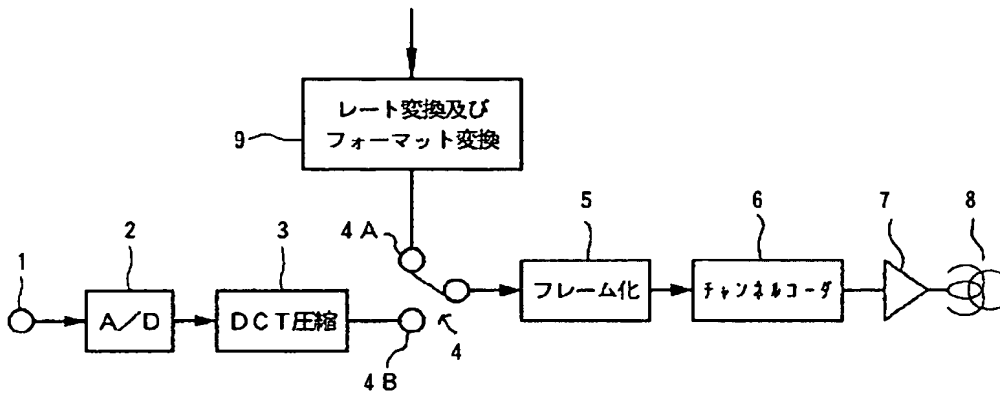 レート変換及び
フォーマット変換
9
4A
5
6
7
8
1
2
3
A/D
DCT圧縮
フレーム化
チャンネルコーダ
4
4B